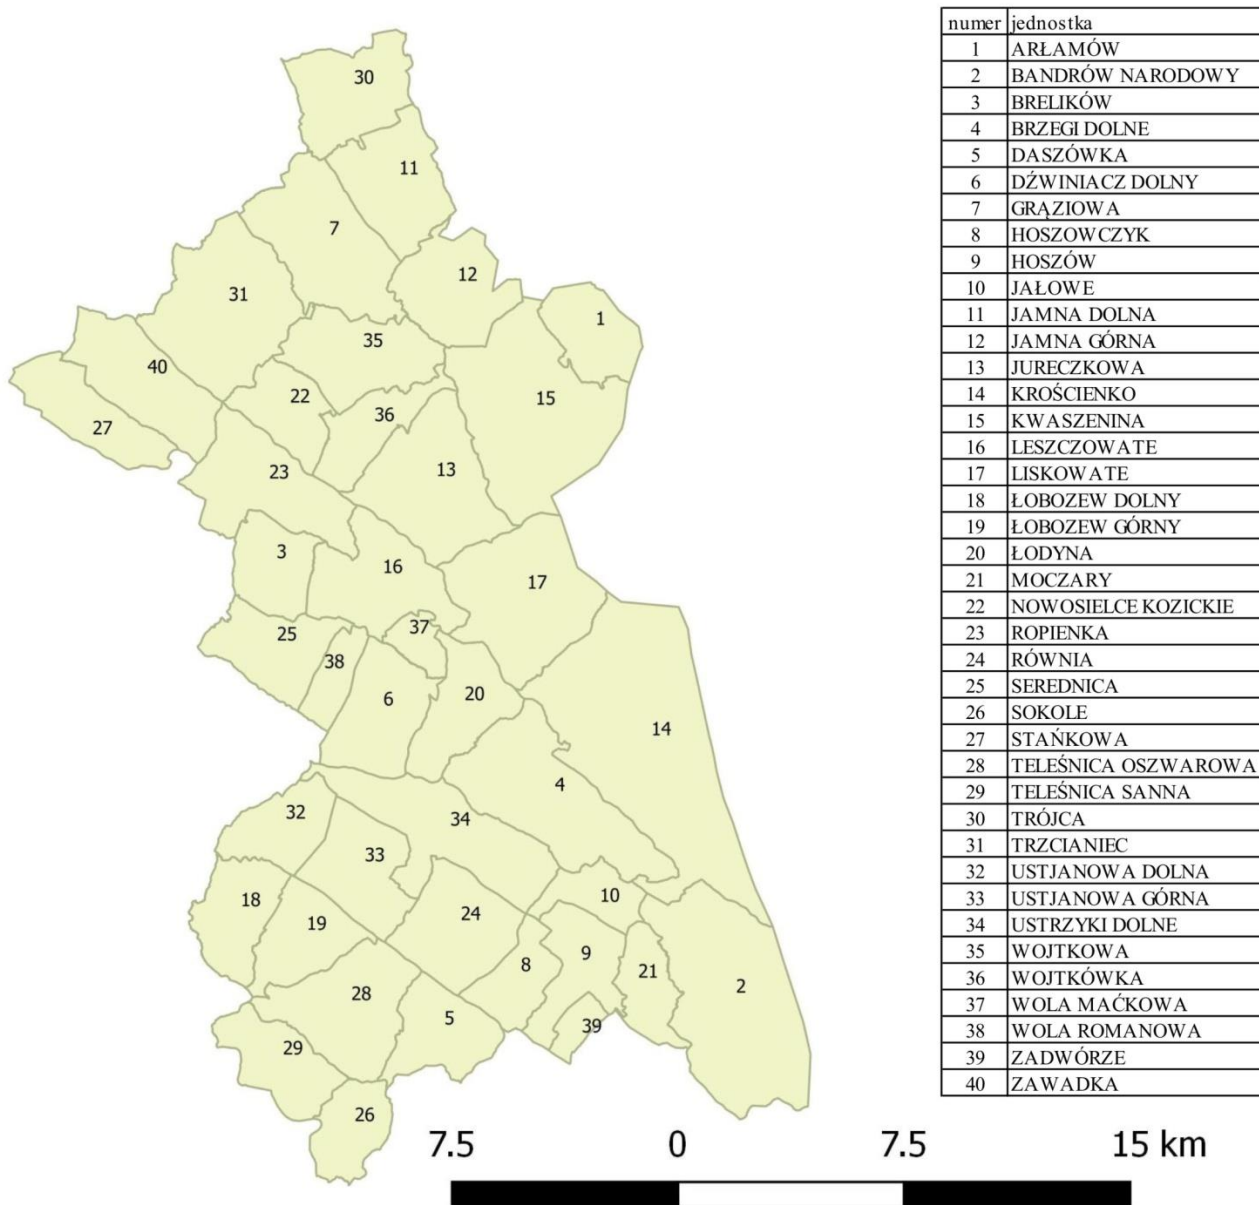 numer jednostka
1 ARŁAMÓW
2 BANDRÓW NARODOWY
3 BRELIKÓW
4 BRZEGI DOLNE
5 DASZÓWKA
6 DŹWINIACZ DOLNY
7 GRĄZIOWA
8 HOSZOWCZYK
9 HOSZÓW
10 JAŁOWE
11 JAMNA DOLNA
12 JAMNA GÓRNA
13 JURECZKOWA
14 KROŚCIENKO
15 KWASZENINA
16 LESZCZOWATE
17 LISKOWATE
18 ŁOBOZEW DOLNY
19 ŁOBOZEW GÓRNY
20 ŁODYNA
21 MOCZARY
22 NOWOSIELCE KOZICKIE
23 ROPIENKA
24 RÓWNIA
25 SEREDNICA
26 SOKOLE
27 STAŃKOWA
28 TELEŚNICA OSZWAROWA
29 TELEŚNICA SANNA
30 TRÓJCA
31 TRZCIANIEC
32 USTJANOWA DOLNA
33 USTJANOWA GÓRNA
34 USTRZYKI DOLNE
35 WOJTKOWA
36 WOJTKÓWKA
37 WOLA MAĆKOWA
38 WOLA ROMANOWA
39 ZADWÓRZE
40 ZAWADKA
30
11
7
12
31
1
35
40
22
15
36
27
23
13
3
16
17
37
25
38
6
20
14
4
32
34
33
10
18
24
19
9
8
21
28
2
5
39
29
26
7.5 0 7.5 15 km